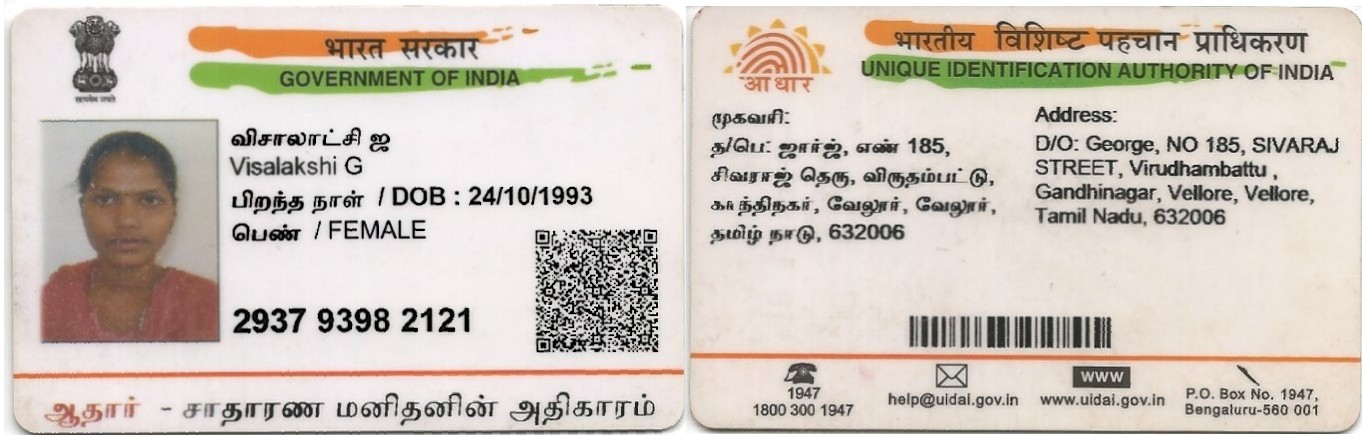 भारत सरकार
GOVERNMENT OF INDIA
விசாலாட்சி ஜ
Visalakshi G
பிறந்த நாள் / DOB : 24/10/1993
பெண் / FEMALE
2937 9398 2121
ஆதார் - சாதாரண மனிதனின் அதிகாரம்
आधार
भारतीय विशिष्ट पहचान प्राधिकरण
UNIQUE IDENTIFICATION AUTHORITY OF INDIA
முகவரி:
த/பெ: ஜார்ஜ், எண் 185,
சிவராஜ் தெரு, விருதம்பட்டு,
காந்திநகர், வேலூர், வேலூர்,
தமிழ் நாடு, 632006
Address:
D/O: George, NO 185, SIVARAJ
STREET, Virudhambattu ,
Gandhinagar, Vellore, Vellore,
Tamil Nadu, 632006
1947
1800 300 1947
help@uidai.gov.in
WWW
www.uidai.gov.in
P.O. Box No. 1947,
Bengaluru-560 001